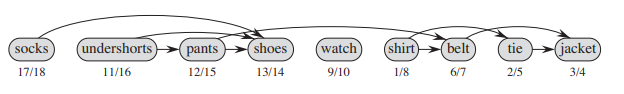 socks undershorts pants shoes watch shirt belt tie jacket
17/18 11/16 12/15 13/14 9/10 1/8 6/7 2/5 3/4